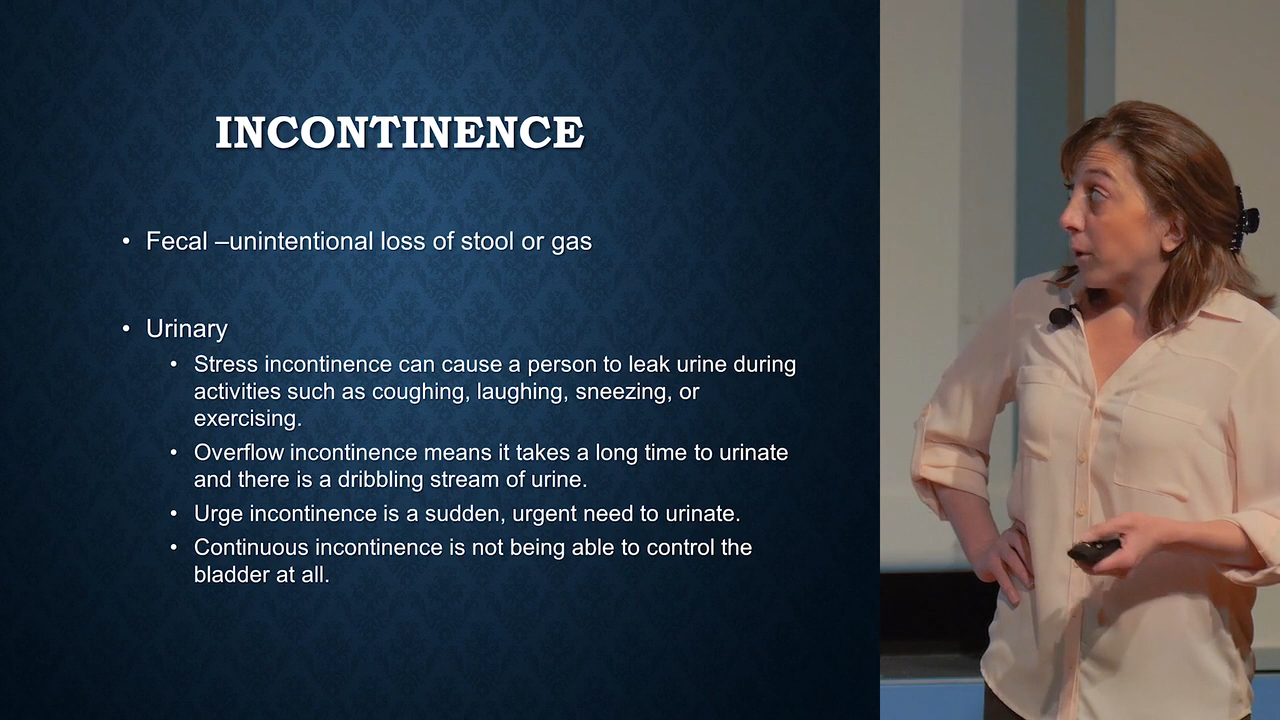 INCONTINENCE
• Fecal –unintentional loss of stool or gas
• Urinary
• Stress incontinence can cause a person to leak urine during
activities such as coughing, laughing, sneezing, or
exercising.
• Overflow incontinence means it takes a long time to urinate
and there is a dribbling stream of urine.
• Urge incontinence is a sudden, urgent need to urinate.
• Continuous incontinence is not being able to control the
bladder at all.